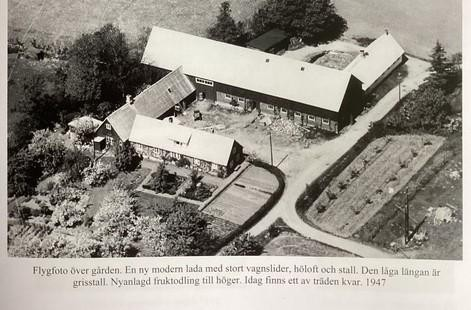 Flygfoto över gården. En ny modern lada med stort vagnslider, höloft och stall. Den låga längan är
grisstall. Nyanlagd fruktodling till höger. Idag finns ett av träden kvar. 1947